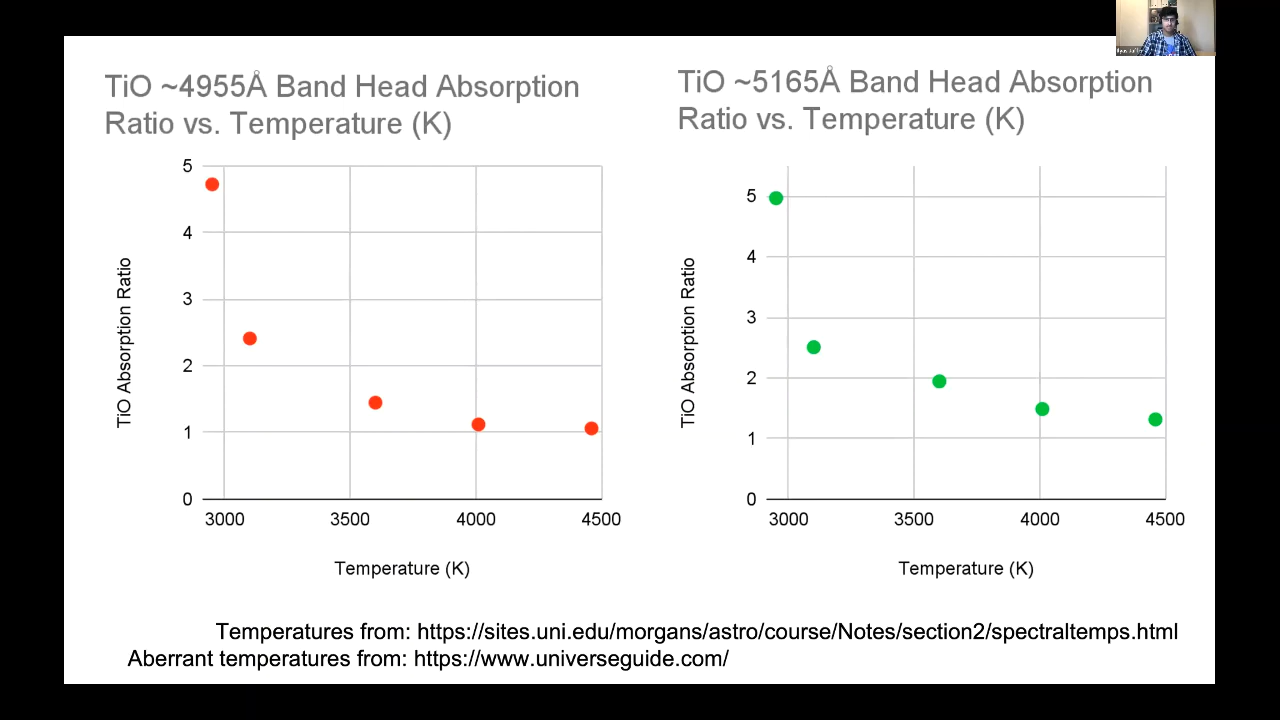 TiO ~4955Å Band Head Absorption
Ratio vs. Temperature (K)
5
4
3
2
1
0
TiO Absorption Ratio
3000 3500 4000 4500
Temperature (K)
TiO ~5165Å Band Head Absorption
Ratio vs. Temperature (K)
5
4
3
2
1
0
TiO Absorption Ratio
3000 3500 4000 4500
Temperature (K)
Temperatures from: https://sites.uni.edu/morgans/astro/course/Notes/section2/spectraltemps.html
Aberrant temperatures from: https://www.universeguide.com/